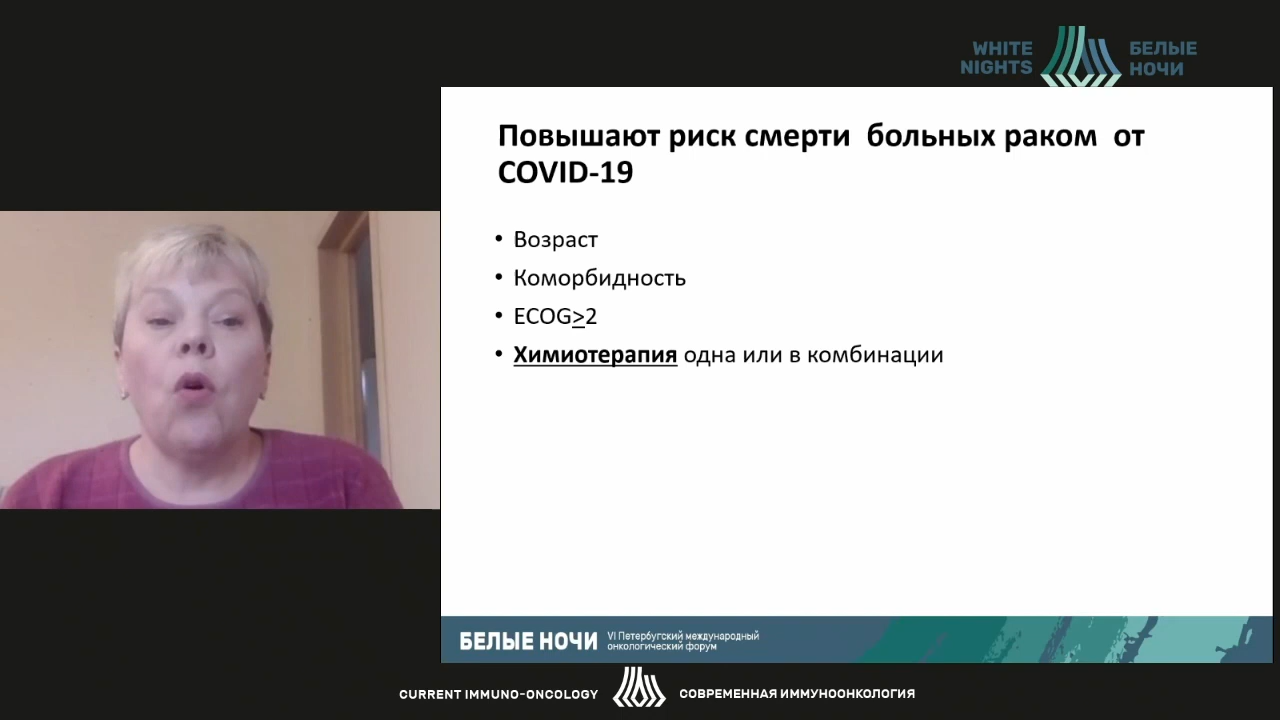 WHITE
NIGHTS
БЕЛЫЕ
НОЧИ
Повышают риск смерти больных раком от
COVID-19
• Возраст
• Коморбидность
• ECOG>2
• Химиотерапия одна или в комбинации
БЕЛЫЕ НОЧИ
VI Петербугский международный
онкологический форум
CURRENT IMMUNO-ONCOLOGY
СОВРЕМЕННАЯ ИММУНООНКОЛОГИЯ